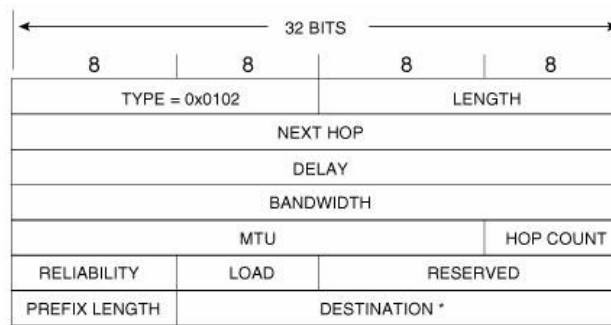 32 BITS
8 8 8 8
TYPE = 0x0102 LENGTH
NEXT HOP
DELAY
BANDWIDTH
MTU HOP COUNT
RELIABILITY LOAD RESERVED
PREFIX LENGTH DESTINATION *